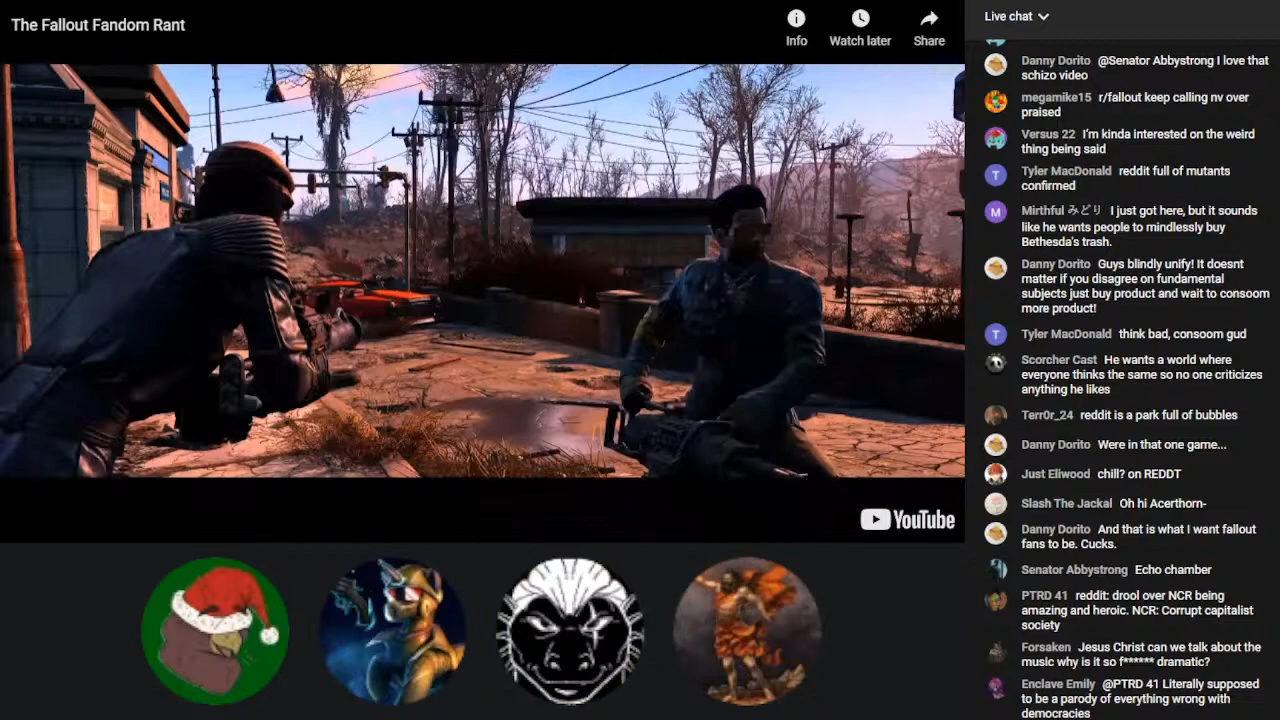 The Fallout Fandom Rant
Info
Watch later
Share
YouTube
Live chat
Danny Dorito @Senator Abbystrong I love that
schizo video
megamike15 r/fallout keep calling nv over
praised
Versus 22 I'm kinda interested on the weird
thing being said
T
Tyler MacDonald reddit full of mutants
confirmed
M
Mirthful みどり I just got here, but it sounds
like he wants people to mindlessly buy
Bethesda's trash.
Danny Dorito Guys blindly unify! It doesnt
matter if you disagree on fundamental
subjects just buy product and wait to consoom
more product!
T
Tyler MacDonald think bad, consoom gud
Scorcher Cast He wants a world where
everyone thinks the same so no one criticizes
anything he likes
Terr0r_24 reddit is a park full of bubbles
Danny Dorito Were in that one game...
Just Eliwood chill? on REDDT
Slash The Jackal Oh hi Acerthorn-
Danny Dorito And that is what I want fallout
fans to be. Cucks.
Senator Abbystrong Echo chamber
PTRD 41 reddit: drool over NCR being
amazing and heroic. NCR: Corrupt capitalist
society
Forsaken Jesus Christ can we talk about the
music why is it so f****** dramatic?
Enclave Emily @PTRD 41 Literally supposed
to be a parody of everything wrong with
democracies